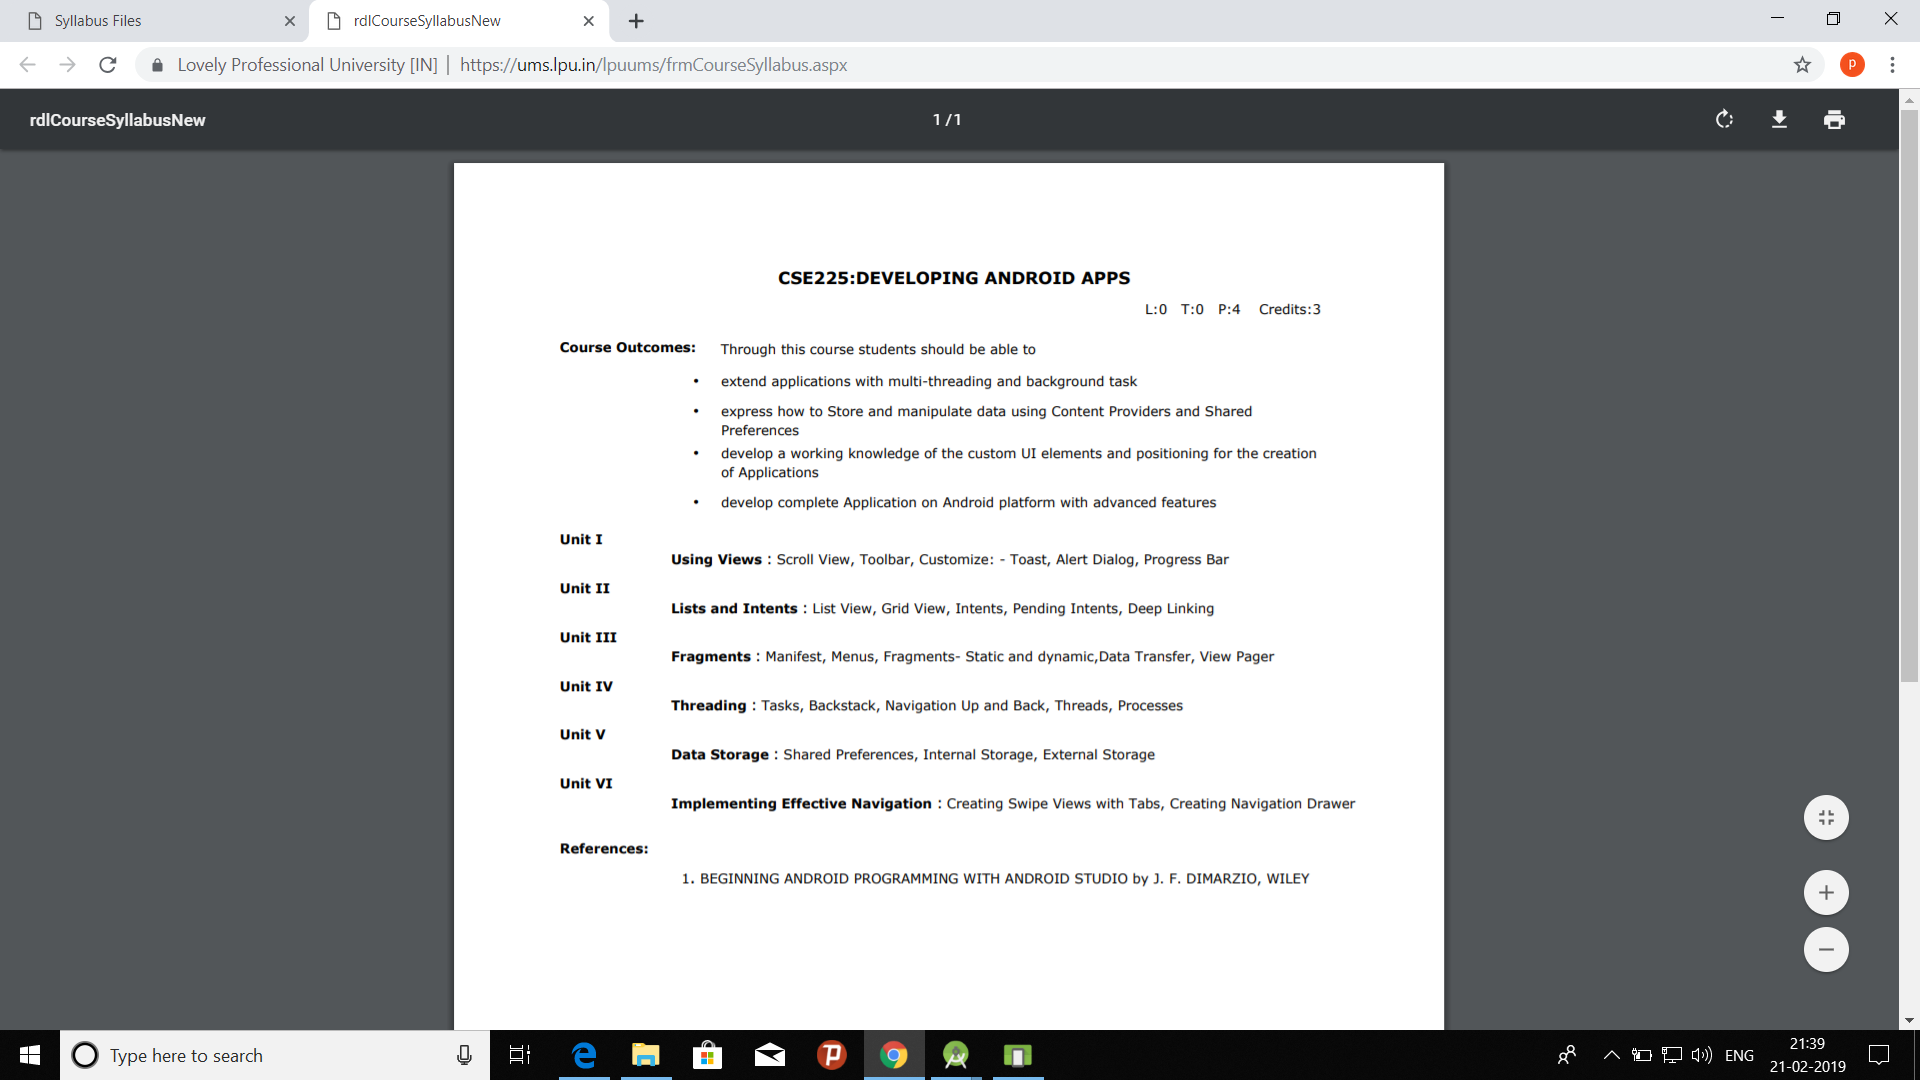 Syllabus Files
rdlCourseSyllabusNew
Lovely Professional University [IN] | https://ums.lpu.in/lpuums/frmCourseSyllabus.aspx
p
rdlCourseSyllabusNew
1 / 1
CSE225:DEVELOPING ANDROID APPS
L:0 T:0 P:4 Credits:3
Course Outcomes: Through this course students should be able to
• extend applications with multi-threading and background task
• express how to Store and manipulate data using Content Providers and Shared
Preferences
• develop a working knowledge of the custom UI elements and positioning for the creation
of Applications
• develop complete Application on Android platform with advanced features
Unit I
Using Views : Scroll View, Toolbar, Customize: - Toast, Alert Dialog, Progress Bar
Unit II
Lists and Intents : List View, Grid View, Intents, Pending Intents, Deep Linking
Unit III
Fragments : Manifest, Menus, Fragments- Static and dynamic,Data Transfer, View Pager
Unit IV
Threading : Tasks, Backstack, Navigation Up and Back, Threads, Processes
Unit V
Data Storage : Shared Preferences, Internal Storage, External Storage
Unit VI
Implementing Effective Navigation : Creating Swipe Views with Tabs, Creating Navigation Drawer
References:
1. BEGINNING ANDROID PROGRAMMING WITH ANDROID STUDIO by J. F. DIMARZIO, WILEY
Type here to search
ENG
21:39
21-02-2019